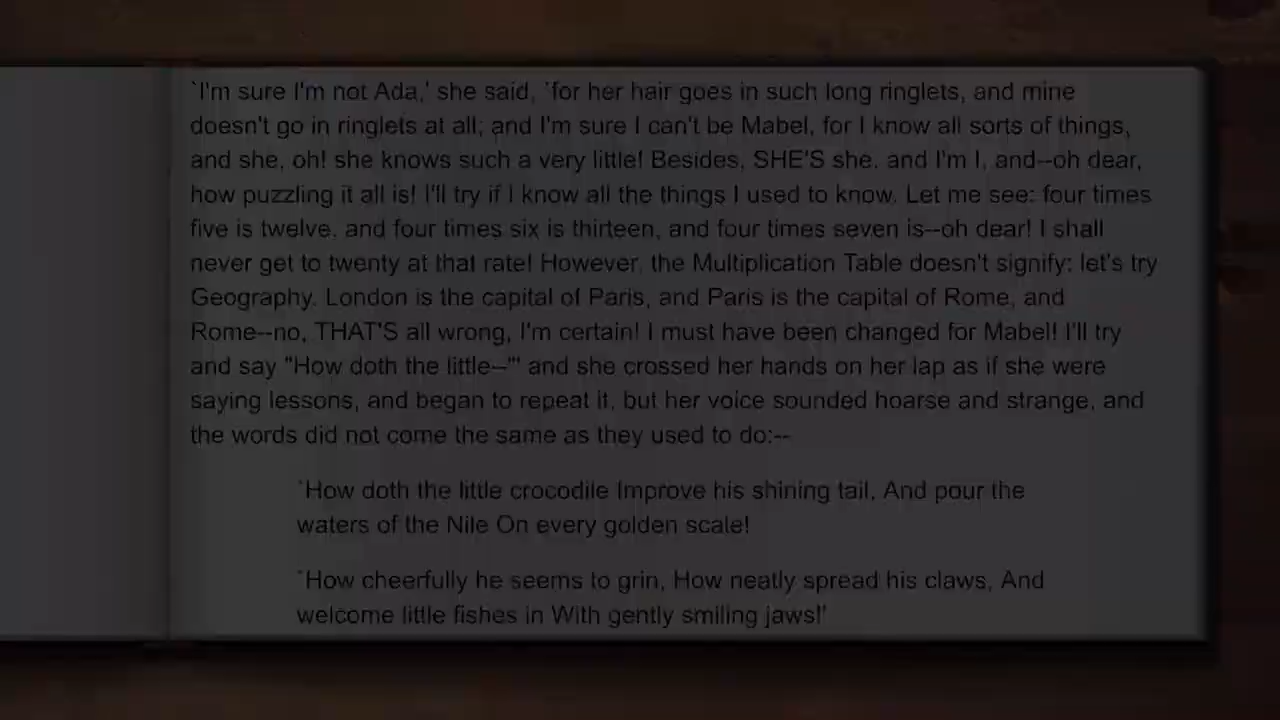 `I'm sure I'm not Ada,' she said, `for her hair goes in such long ringlets, and mine
doesn't go in ringlets at all; and I'm sure I can't be Mabel, for I know all sorts of things,
and she, oh! she knows such a very little! Besides, SHE'S she, and I'm I, and--oh dear,
how puzzling it all is! I'll try if I know all the things I used to know. Let me see: four times
five is twelve, and four times six is thirteen, and four times seven is--oh dear! I shall
never get to twenty at that rate! However, the Multiplication Table doesn't signify: let's try
Geography. London is the capital of Paris, and Paris is the capital of Rome, and
Rome--no, THAT'S all wrong, I'm certain! I must have been changed for Mabel! I'll try
and say "How doth the little--"' and she crossed her hands on her lap as if she were
saying lessons, and began to repeat it, but her voice sounded hoarse and strange, and
the words did not come the same as they used to do:--
`How doth the little crocodile Improve his shining tail, And pour the
waters of the Nile On every golden scale!
`How cheerfully he seems to grin, How neatly spread his claws, And
welcome little fishes in With gently smiling jaws!'